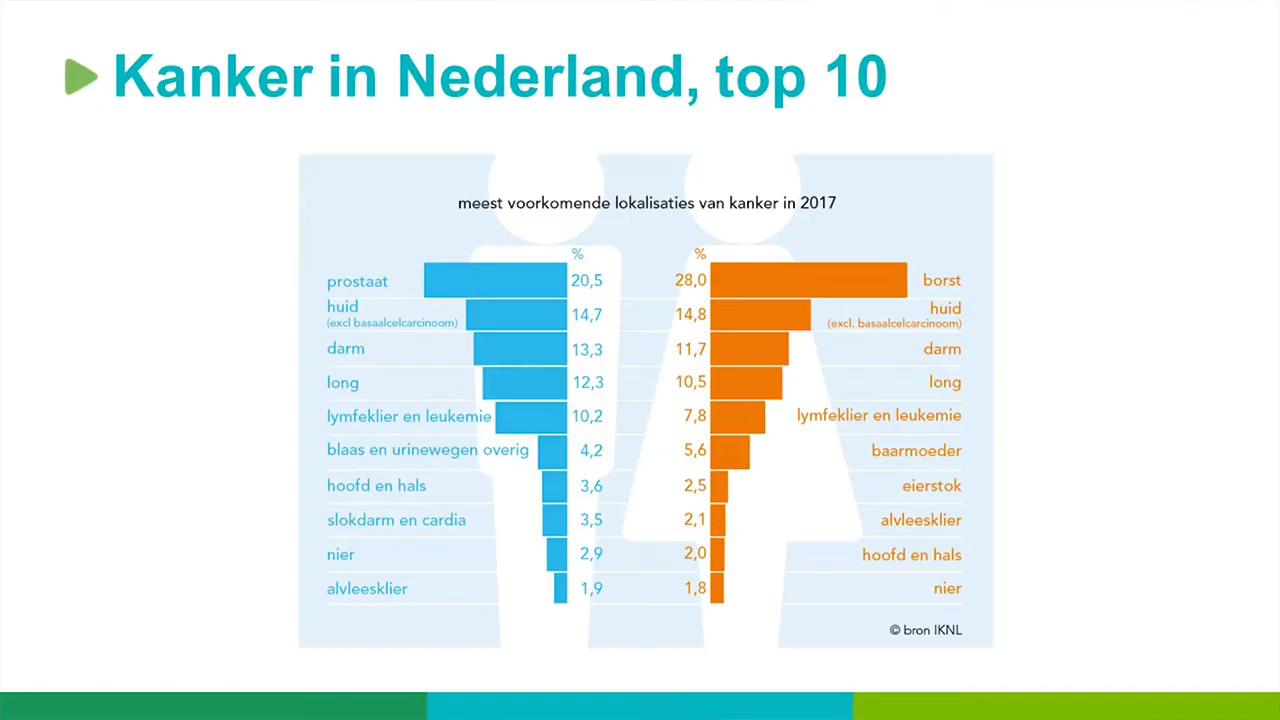 Kanker in Nederland, top 10
meest voorkomende lokalisaties van kanker in 2017
% %
prostaat 20,5 28,0 borst
huid 14,7 14,8 huid
(excl basaalcelcarcinoom) (excl. basaalcelcarcinoom)
darm 13,3 11,7 darm
long 12,3 10,5 long
lymfeklier en leukemie 10,2 7,8 lymfeklier en leukemie
blaas en urinewegen overig 4,2 5,6 baarmoeder
hoofd en hals 3,6 2,5 eierstok
slokdarm en cardia 3,5 2,1 alvleesklier
nier 2,9 2,0 hoofd en hals
alvleesklier 1,9 1,8 nier
© bron IKNL